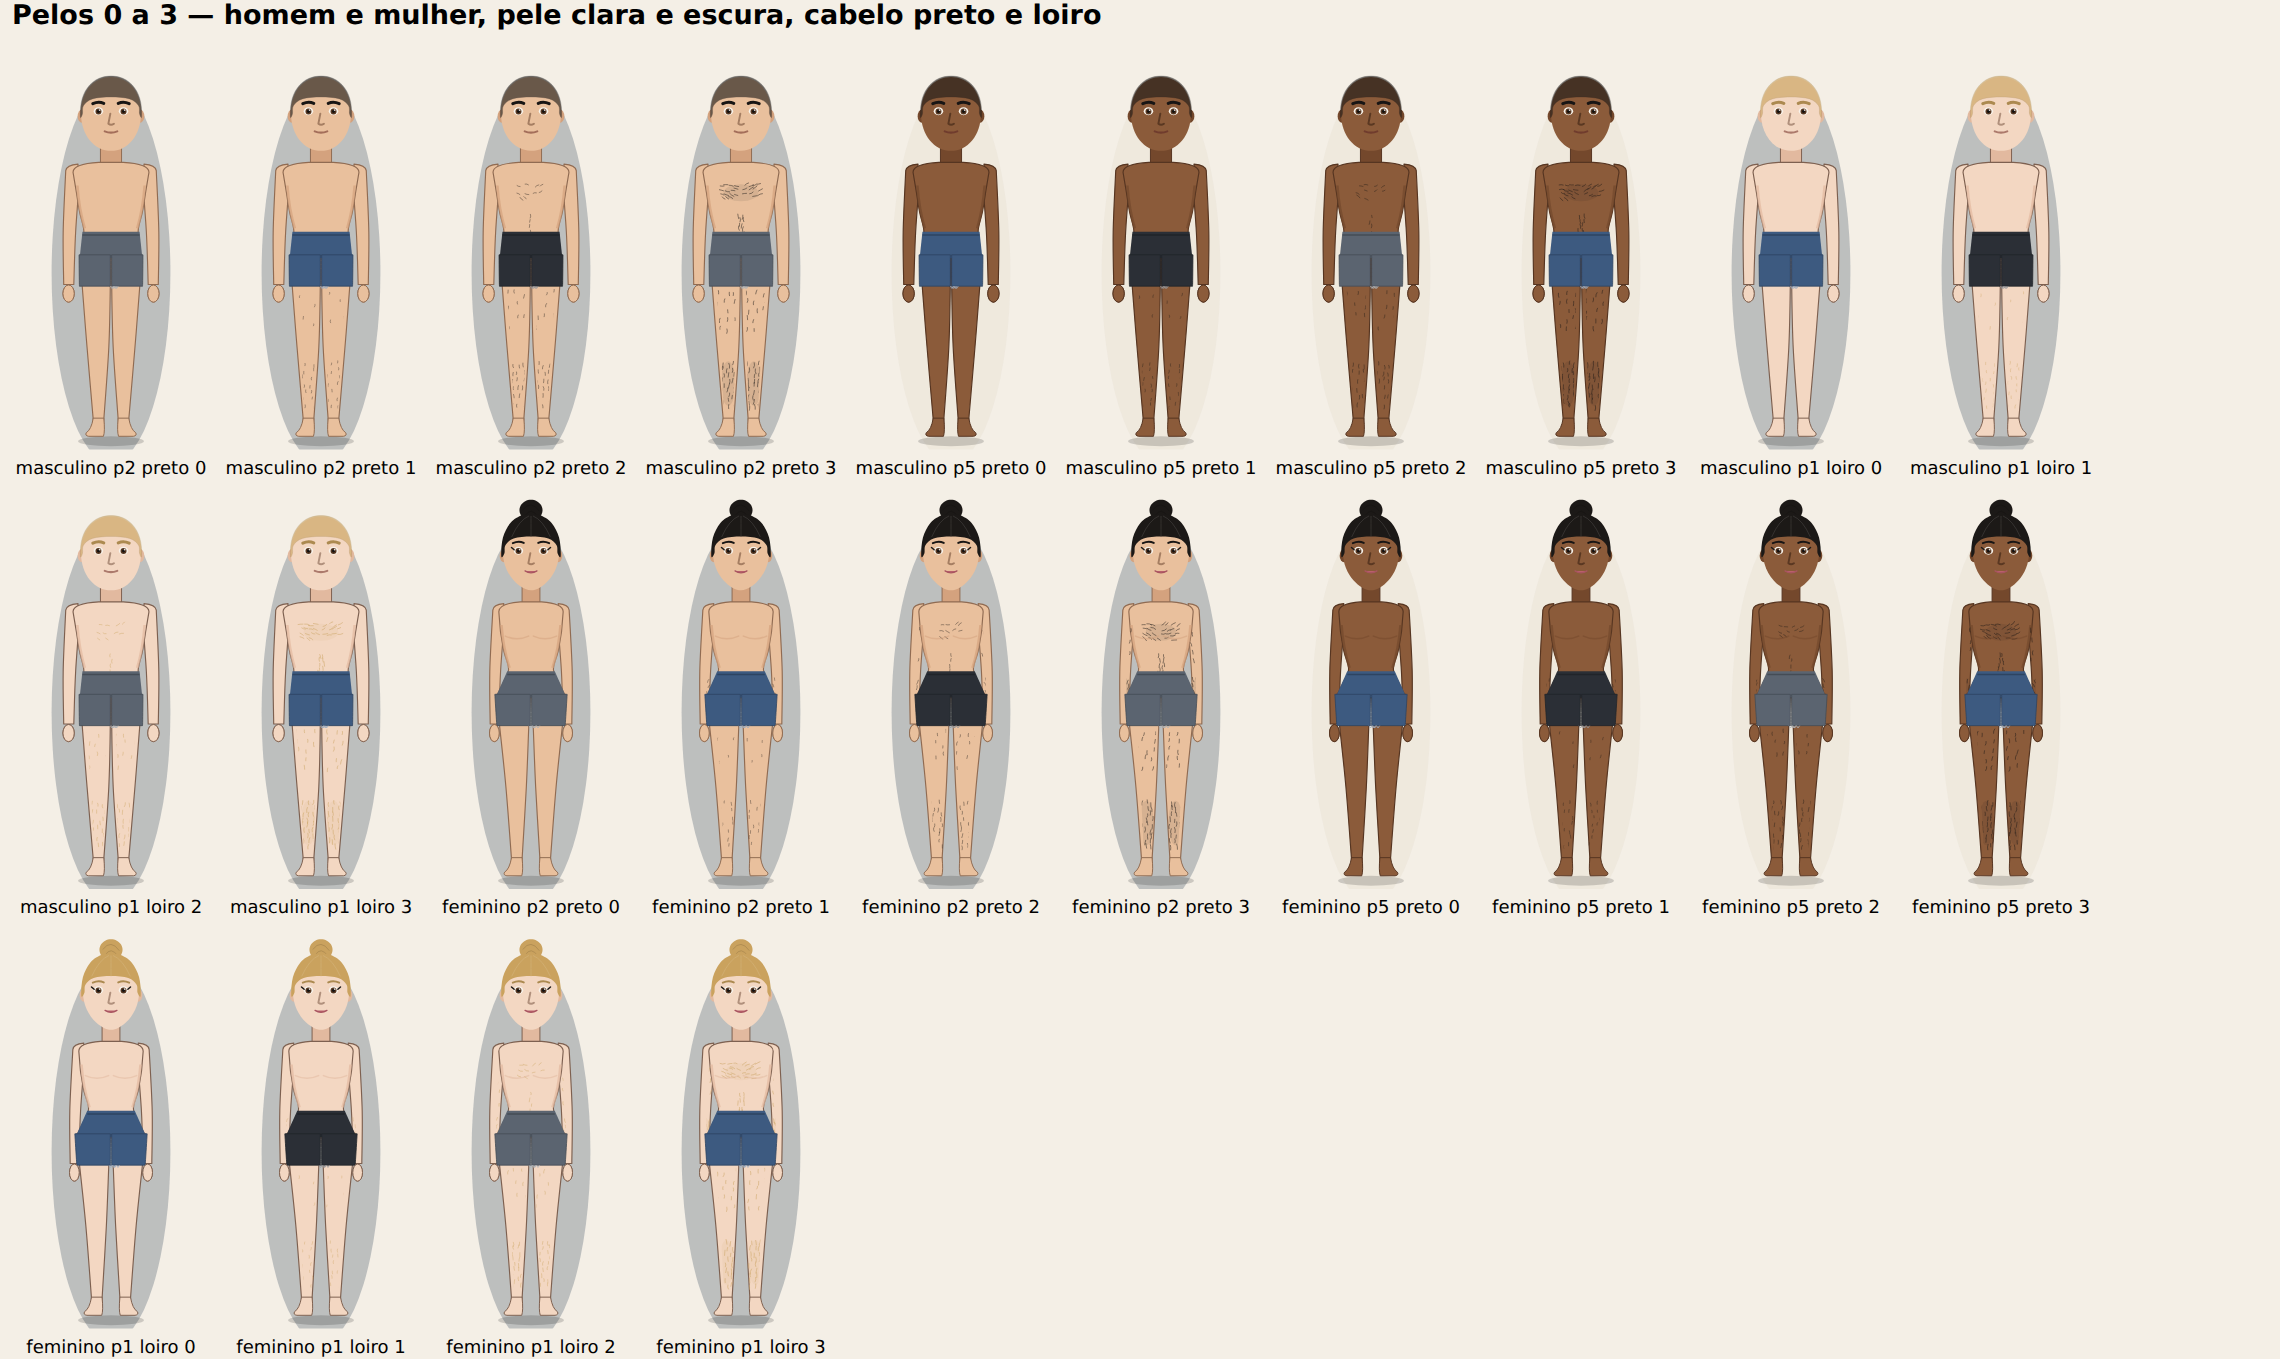 Pelos 0 a 3 — homem e mulher, pele clara e escura, cabelo preto e loiro
masculino p2 preto 0
masculino p2 preto 1
masculino p2 preto 2
masculino p2 preto 3
masculino p5 preto 0
masculino p5 preto 1
masculino p5 preto 2
masculino p5 preto 3
masculino p1 loiro 0
masculino p1 loiro 1
masculino p1 loiro 2
masculino p1 loiro 3
feminino p2 preto 0
feminino p2 preto 1
feminino p2 preto 2
feminino p2 preto 3
feminino p5 preto 0
feminino p5 preto 1
feminino p5 preto 2
feminino p5 preto 3
feminino p1 loiro 0
feminino p1 loiro 1
feminino p1 loiro 2
feminino p1 loiro 3